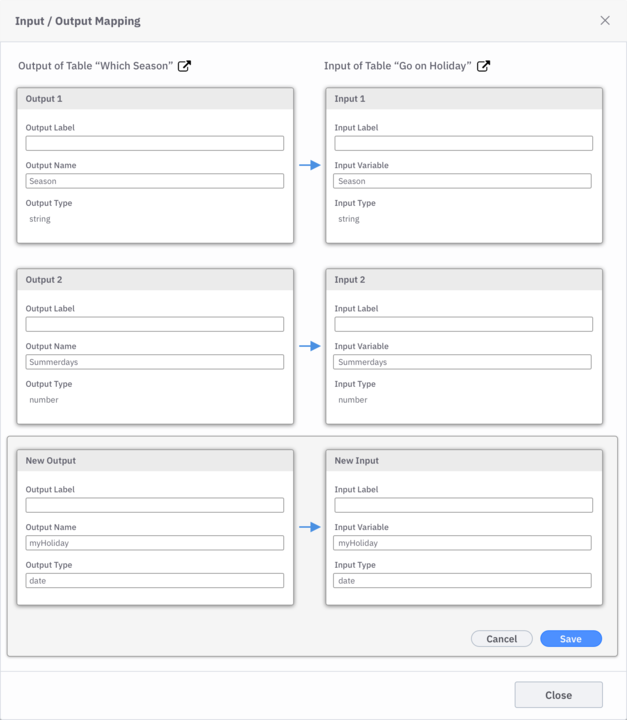 Input / Output Mapping
Output of Table “Which Season”
Input of Table “Go on Holiday”
Output 1
Output Label
Output Name
Season
Output Type
string
Input 1
Input Label
Input Variable
Season
Input Type
string
Output 2
Output Label
Output Name
Summerdays
Output Type
number
Input 2
Input Label
Input Variable
Summerdays
Input Type
number
New Output
Output Label
Output Name
myHoliday
Output Type
date
New Input
Input Label
Input Variable
myHoliday
Input Type
date
Cancel
Save
Close